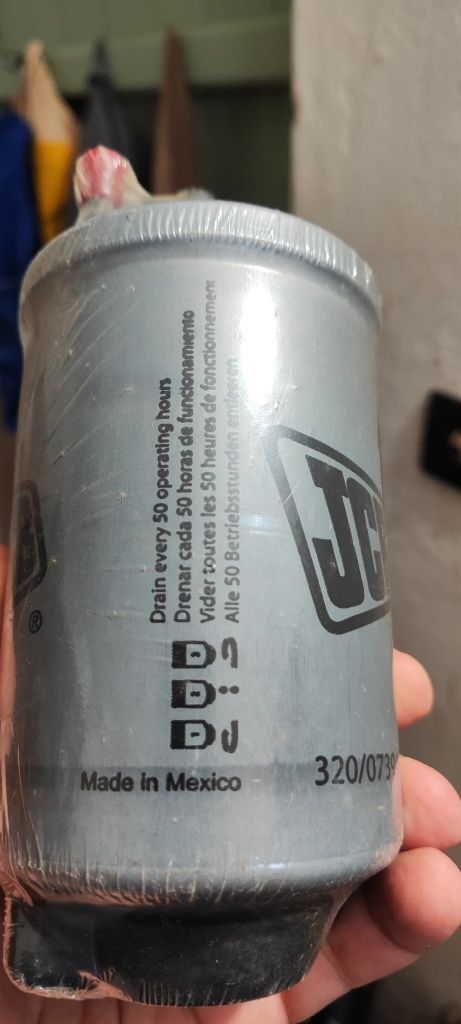 Drain every 50 operating hours
Drenar cada 50 horas de funcionamiento
Vider toutes les 50 heures de fonctionnement
Alle 50 Betriebsstunden entleeren
JC
®
Made in Mexico
320/0739